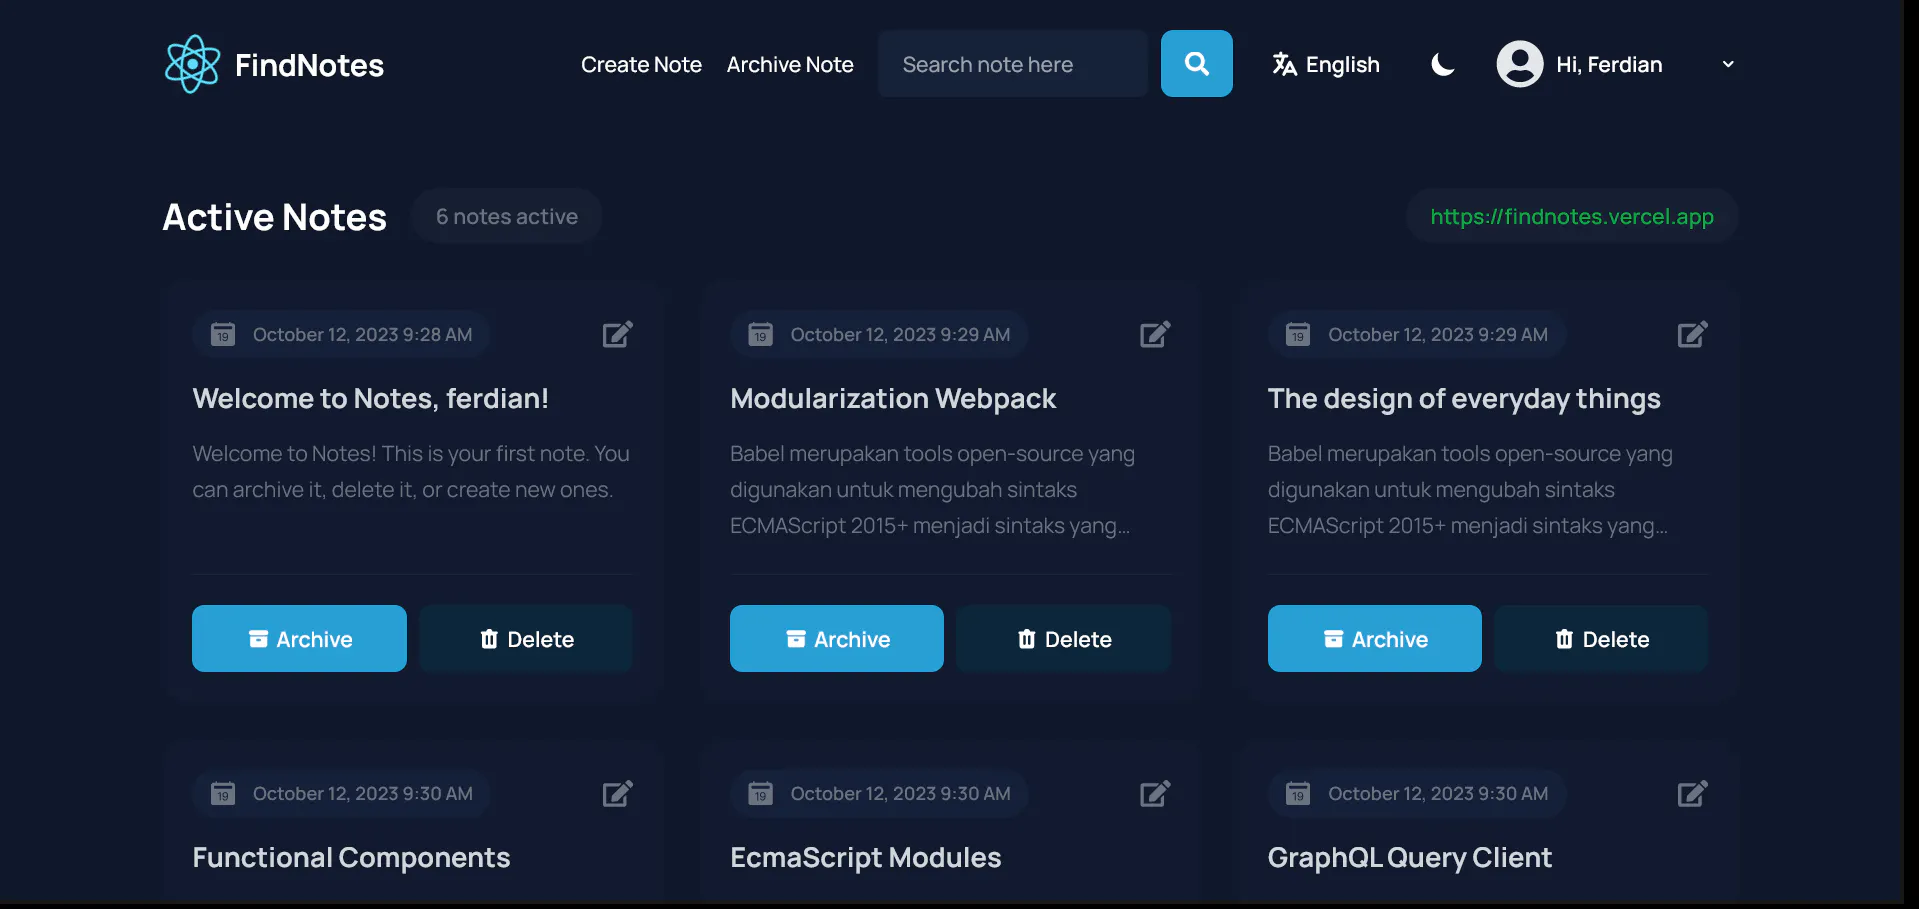 FindNotes
Create Note
Archive Note
Search note here
English
Hi, Ferdian
Active Notes
6 notes active
https://findnotes.vercel.app
19 October 12, 2023 9:28 AM
Welcome to Notes, ferdian!
Welcome to Notes! This is your first note. You
can archive it, delete it, or create new ones.
Archive
Delete
19 October 12, 2023 9:29 AM
Modularization Webpack
Babel merupakan tools open-source yang
digunakan untuk mengubah sintaks
ECMAScript 2015+ menjadi sintaks yang...
Archive
Delete
19 October 12, 2023 9:29 AM
The design of everyday things
Babel merupakan tools open-source yang
digunakan untuk mengubah sintaks
ECMAScript 2015+ menjadi sintaks yang...
Archive
Delete
19 October 12, 2023 9:30 AM
Functional Components
19 October 12, 2023 9:30 AM
EcmaScript Modules
19 October 12, 2023 9:30 AM
GraphQL Query Client